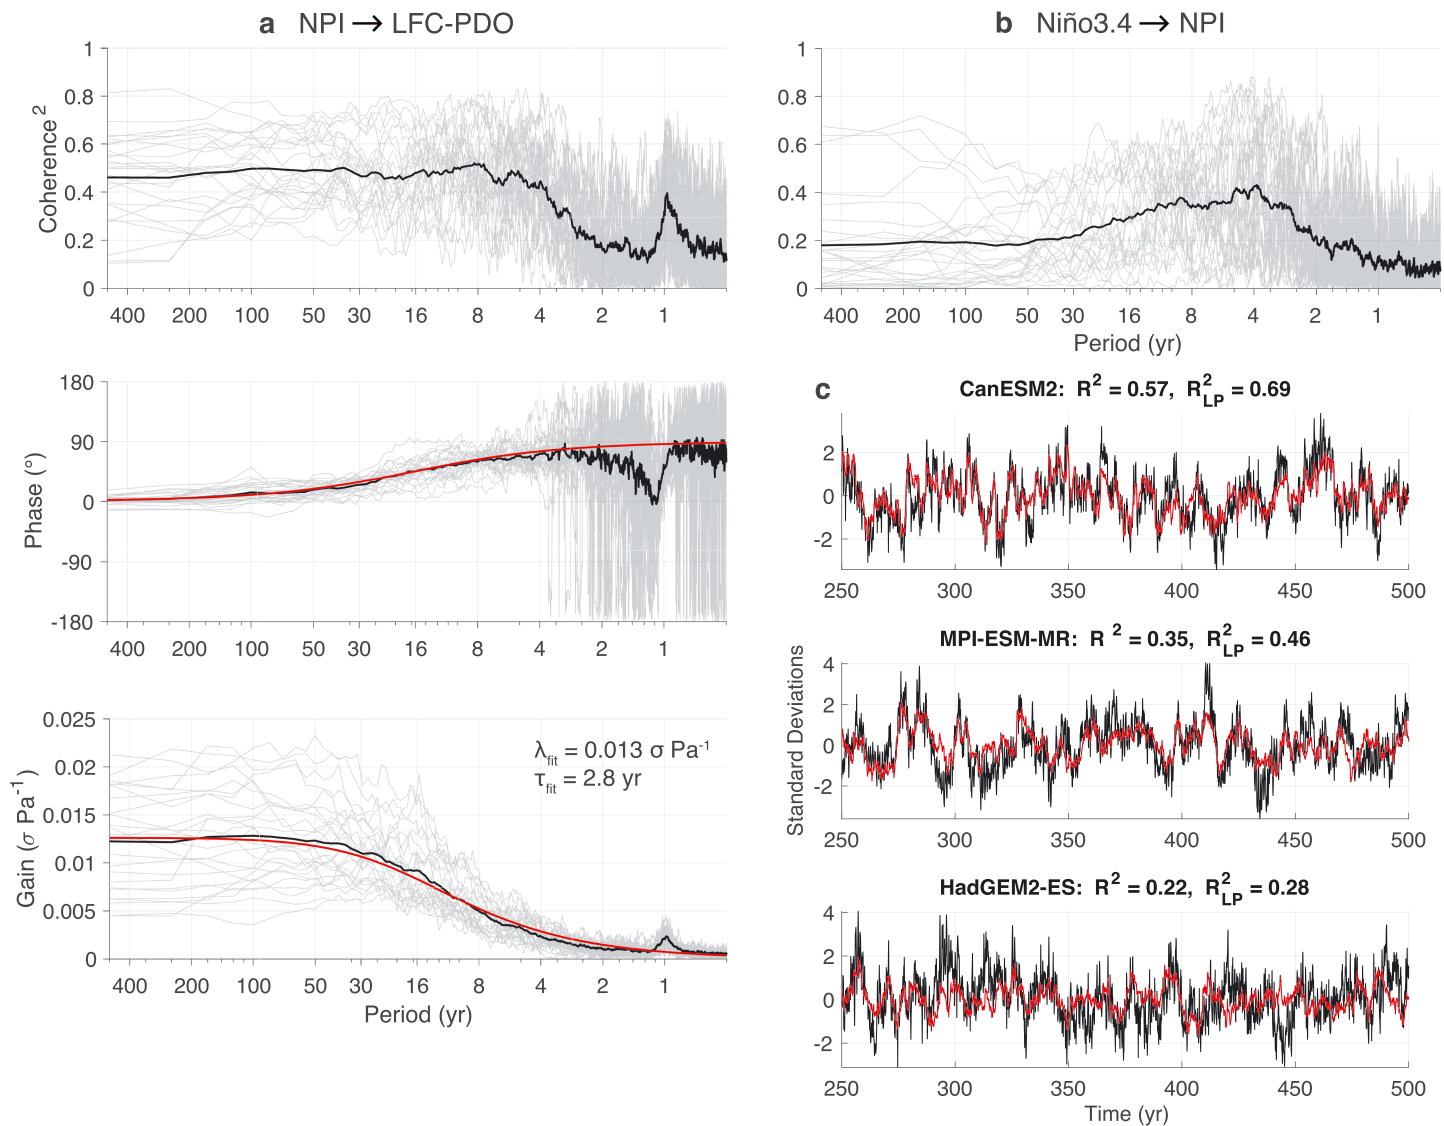 a NPI → LFC-PDO
1
0.8
0.6
0.4
0.2
0
Coherence²
400 200 100 50 30 16 8 4 2 1
180
90
0
-90
-180
Phase (°)
400 200 100 50 30 16 8 4 2 1
0.025
0.02
0.015
0.01
0.005
0
Gain (σ Pa⁻¹)
λfit = 0.013 σ Pa⁻¹
τfit = 2.8 yr
400 200 100 50 30 16 8 4 2 1
Period (yr)
b Niño3.4 → NPI
1
0.8
0.6
0.4
0.2
0
400 200 100 50 30 16 8 4 2 1
Period (yr)
c CanESM2: R² = 0.57, R²LP = 0.69
2
0
-2
250 300 350 400 450 500
MPI-ESM-MR: R² = 0.35, R²LP = 0.46
4
2
0
-2
Standard Deviations
250 300 350 400 450 500
HadGEM2-ES: R² = 0.22, R²LP = 0.28
4
2
0
-2
250 300 350 400 450 500
Time (yr)